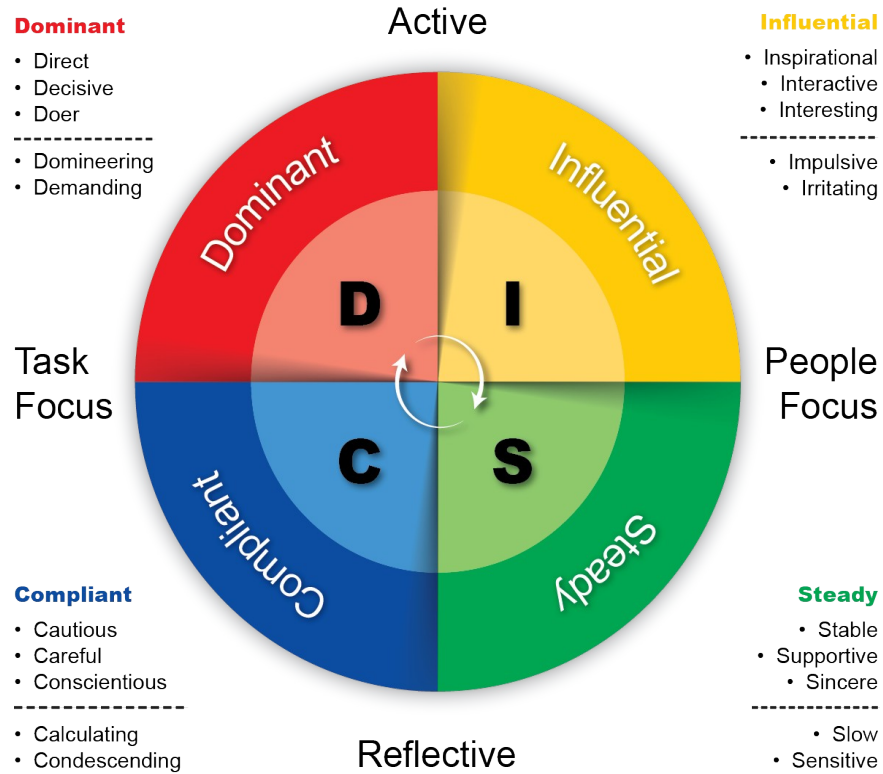 Dominant
• Direct
• Decisive
• Doer
• Domineering
• Demanding
Active
Influential
• Inspirational
• Interactive
• Interesting
• Impulsive
• Irritating
Dominant
Influential
D
I
Task
Focus
People
Focus
C
S
Compliant
Steady
Compliant
• Cautious
• Careful
• Conscientious
• Calculating
• Condescending
Reflective
Steady
• Stable
• Supportive
• Sincere
• Slow
• Sensitive